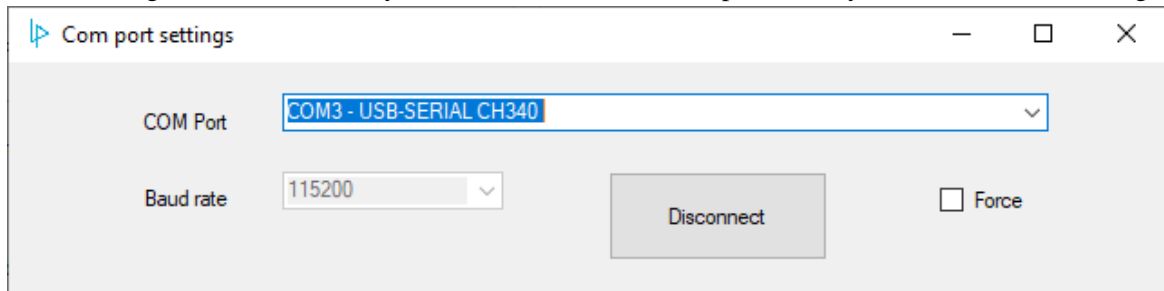 Com port settings
COM Port
COM3 - USB-SERIAL CH340
Baud rate
115200
Disconnect
Force